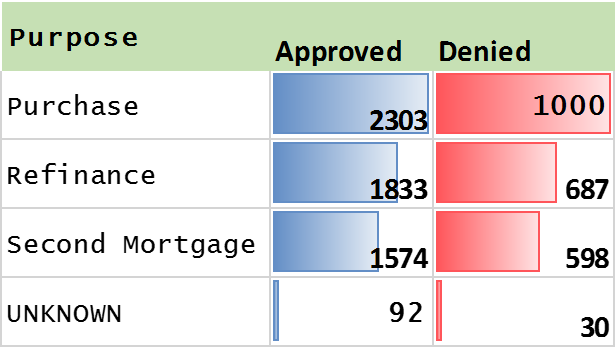 Purpose Approved Denied
Purchase 2303 1000
Refinance 1833 687
Second Mortgage 1574 598
UNKNOWN 92 30